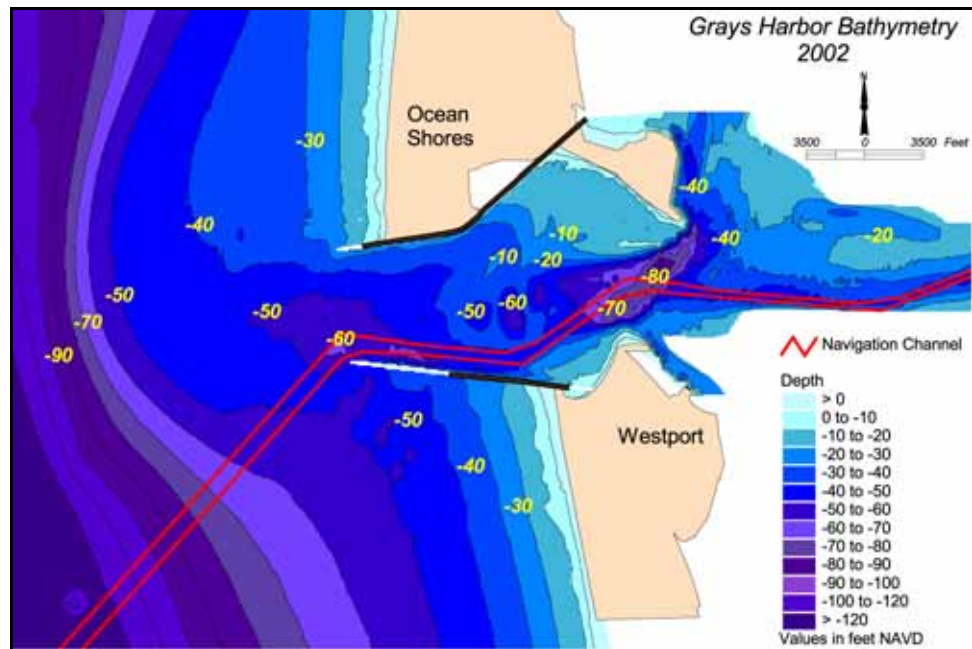 Grays Harbor Bathymetry
2002
N
3500 0 3500 Feet
Ocean
Shores
-30
-40
-40
-40
-20
-10
-10
-20
-80
-50
-50
-60
-50
-70
-70
-60
-90
-50
-40
-30
Westport
Navigation Channel
Depth
> 0
0 to -10
-10 to -20
-20 to -30
-30 to -40
-40 to -50
-50 to -60
-60 to -70
-70 to -80
-80 to -90
-90 to -100
-100 to -120
> -120
Values in feet NAVD